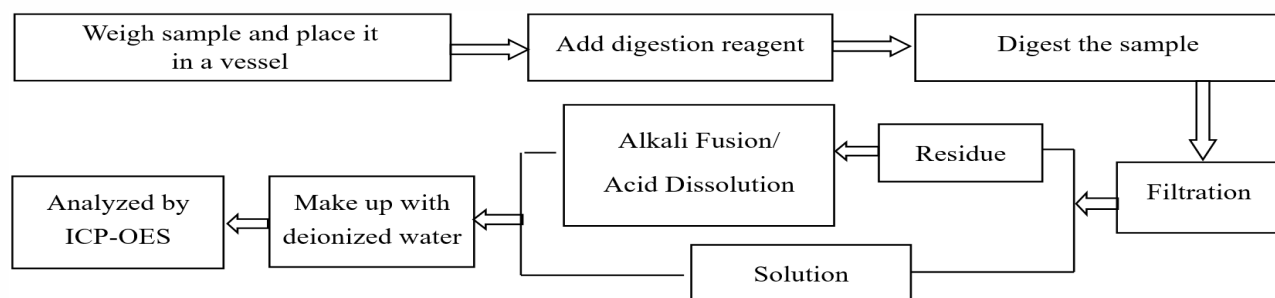 Weigh sample and place it
in a vessel
Add digestion reagent
Digest the sample
Filtration
Residue
Alkali Fusion/
Acid Dissolution
Solution
Make up with
deionized water
Analyzed by
ICP-OES